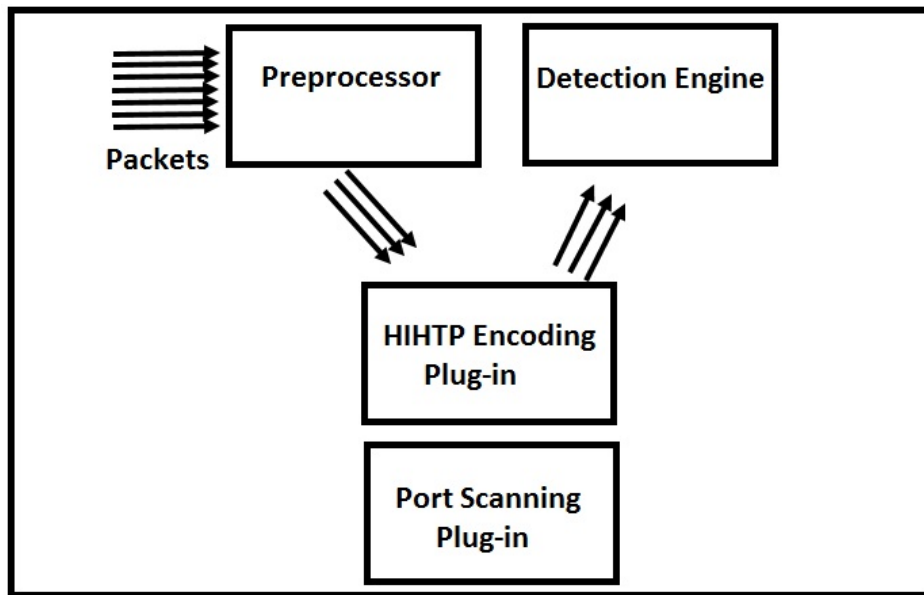 Preprocessor
Detection Engine
Packets
HIHTP Encoding
Plug-in
Port Scanning
Plug-in